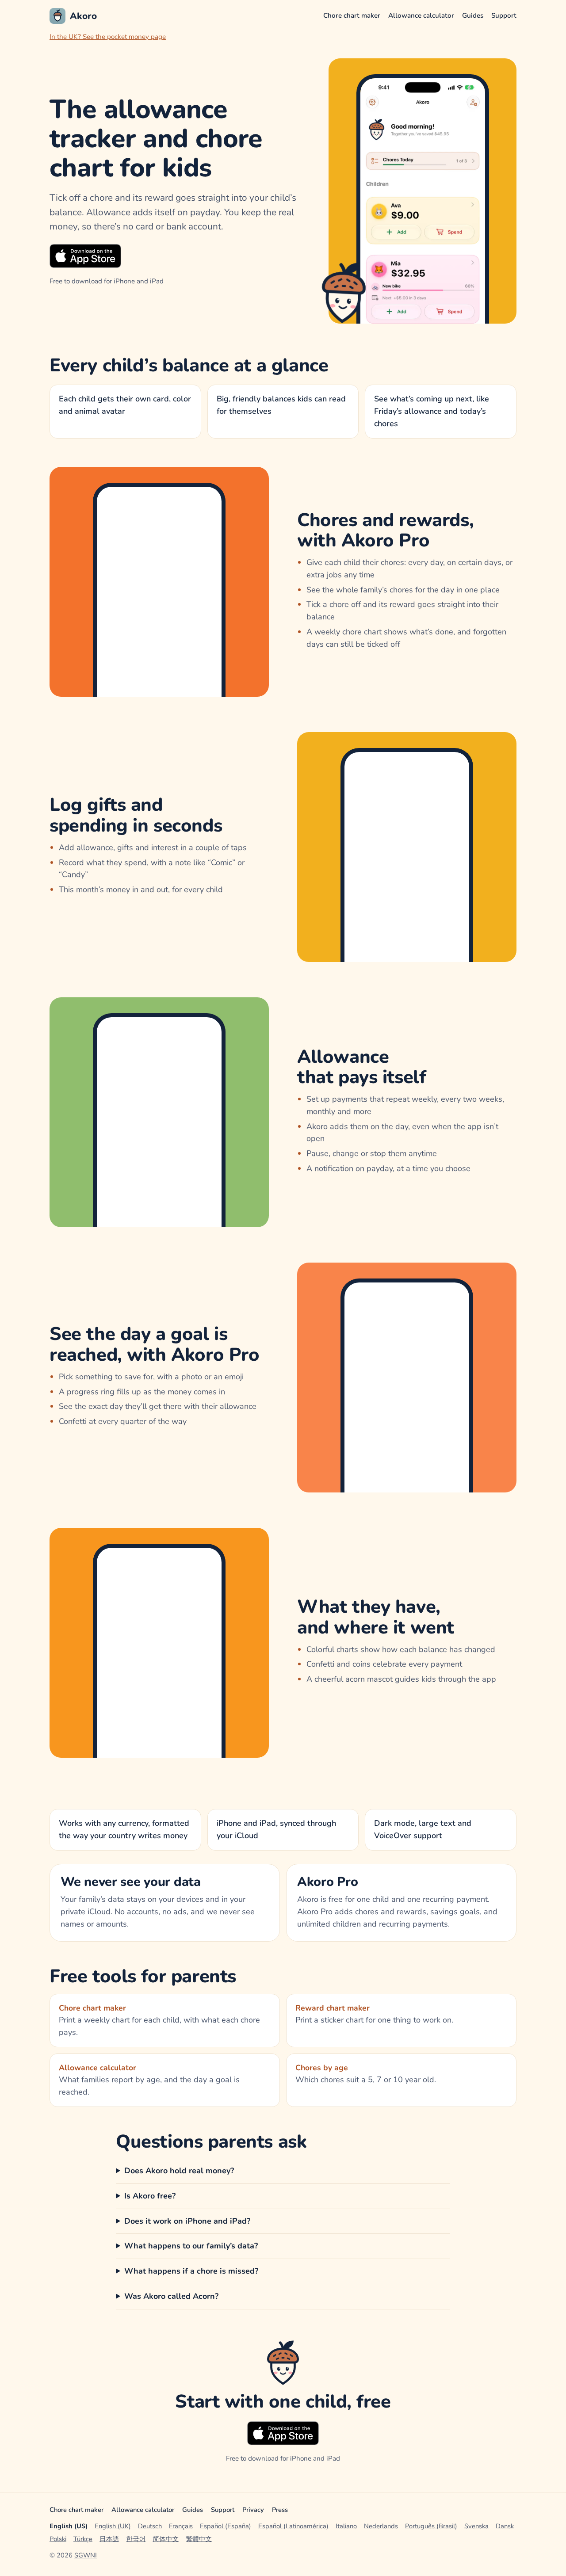 Akoro
Chore chart maker Allowance calculator Guides Support
In the UK? See the pocket money page
The allowance
tracker and chore
chart for kids
Tick off a chore and its reward goes straight into your child’s
balance. Allowance adds itself on payday. You keep the real
money, so there’s no card or bank account.
Download on the
App Store
Free to download for iPhone and iPad
9:41
Akoro
Good morning!
Together you've saved $40.95
Chores Today
1 of 3
Children
Ava
$9.00
Add
Spend
Mia
$32.95
New bike
66%
Next: +$5.00 in 3 days
Add
Spend
Every child’s balance at a glance
Each child gets their own card, color
and animal avatar
Big, friendly balances kids can read
for themselves
See what’s coming up next, like
Friday’s allowance and today’s
chores
Chores and rewards,
with Akoro Pro
Give each child their chores: every day, on certain days, or
extra jobs any time
See the whole family’s chores for the day in one place
Tick a chore off and its reward goes straight into their
balance
A weekly chore chart shows what’s done, and forgotten
days can still be ticked off
Log gifts and
spending in seconds
Add allowance, gifts and interest in a couple of taps
Record what they spend, with a note like “Comic” or
“Candy”
This month’s money in and out, for every child
Allowance
that pays itself
Set up payments that repeat weekly, every two weeks,
monthly and more
Akoro adds them on the day, even when the app isn’t
open
Pause, change or stop them anytime
A notification on payday, at a time you choose
See the day a goal is
reached, with Akoro Pro
Pick something to save for, with a photo or an emoji
A progress ring fills up as the money comes in
See the exact day they’ll get there with their allowance
Confetti at every quarter of the way
What they have,
and where it went
Colorful charts show how each balance has changed
Confetti and coins celebrate every payment
A cheerful acorn mascot guides kids through the app
Works with any currency, formatted
the way your country writes money
iPhone and iPad, synced through
your iCloud
Dark mode, large text and
VoiceOver support
We never see your data
Your family’s data stays on your devices and in your
private iCloud. No accounts, no ads, and we never see
names or amounts.
Akoro Pro
Akoro is free for one child and one recurring payment.
Akoro Pro adds chores and rewards, savings goals, and
unlimited children and recurring payments.
Free tools for parents
Chore chart maker
Print a weekly chart for each child, with what each chore
pays.
Reward chart maker
Print a sticker chart for one thing to work on.
Allowance calculator
What families report by age, and the day a goal is
reached.
Chores by age
Which chores suit a 5, 7 or 10 year old.
Questions parents ask
Does Akoro hold real money?
Is Akoro free?
Does it work on iPhone and iPad?
What happens to our family’s data?
What happens if a chore is missed?
Was Akoro called Acorn?
Start with one child, free
Download on the
App Store
Free to download for iPhone and iPad
Chore chart maker Allowance calculator Guides Support Privacy Press
English (US) English (UK) Deutsch Français Español (España) Español (Latinoamérica) Italiano Nederlands Português (Brasil) Svenska Dansk
Polski Türkçe 日本語 한국어 简体中文 繁體中文
© 2026 SGWNI